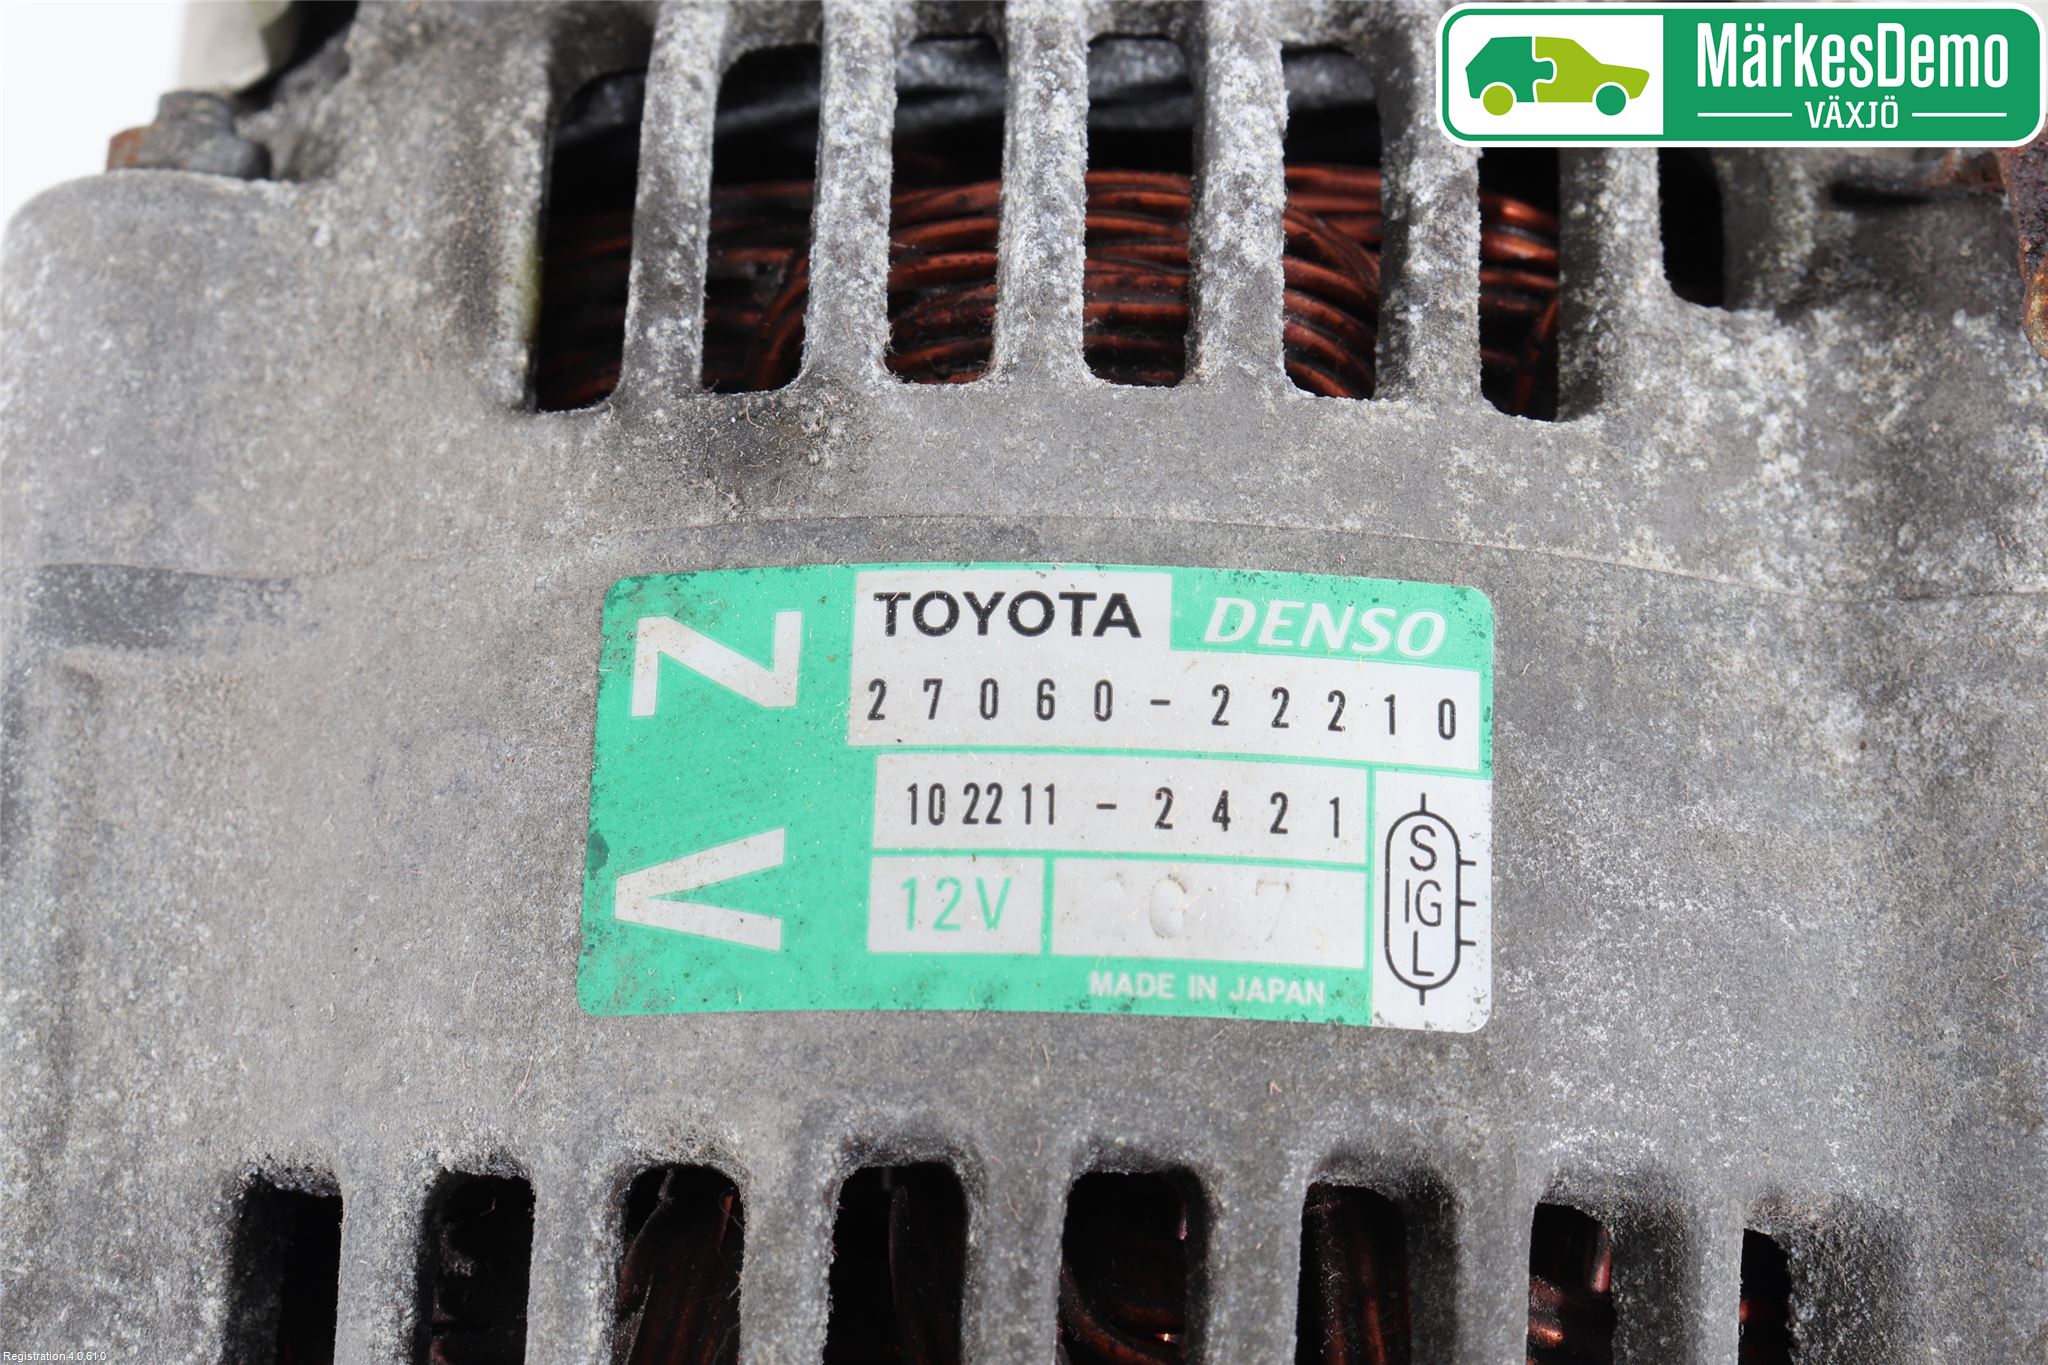 MärkesDemo
VÄXJÖ
TOYOTA DENSO
27060-22210
102211-2421
12V
MADE IN JAPAN
S
IG
L
Registration 4.0.61.0